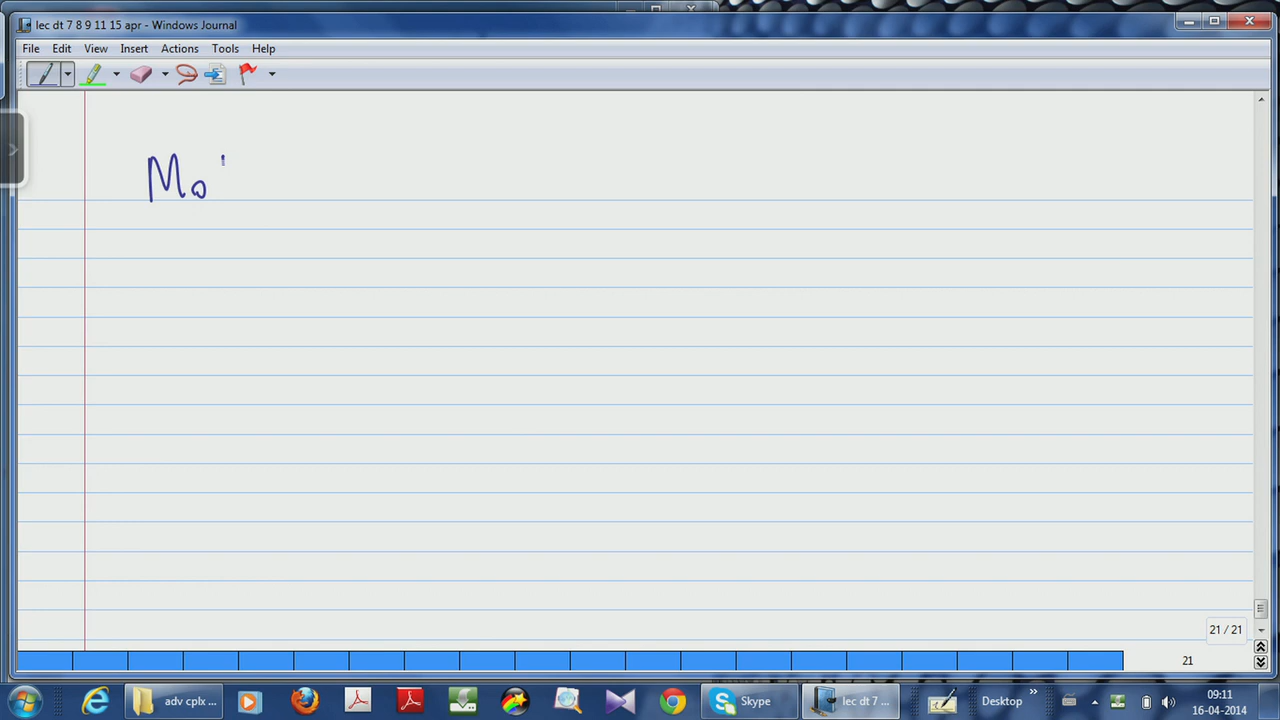 lec dt 7 8 9 11 15 apr - Windows Journal
File Edit View Insert Actions Tools Help
Mo
21 / 21
21
adv cplx ...
Skype
lec dt 7 ...
Desktop
09:11
16-04-2014